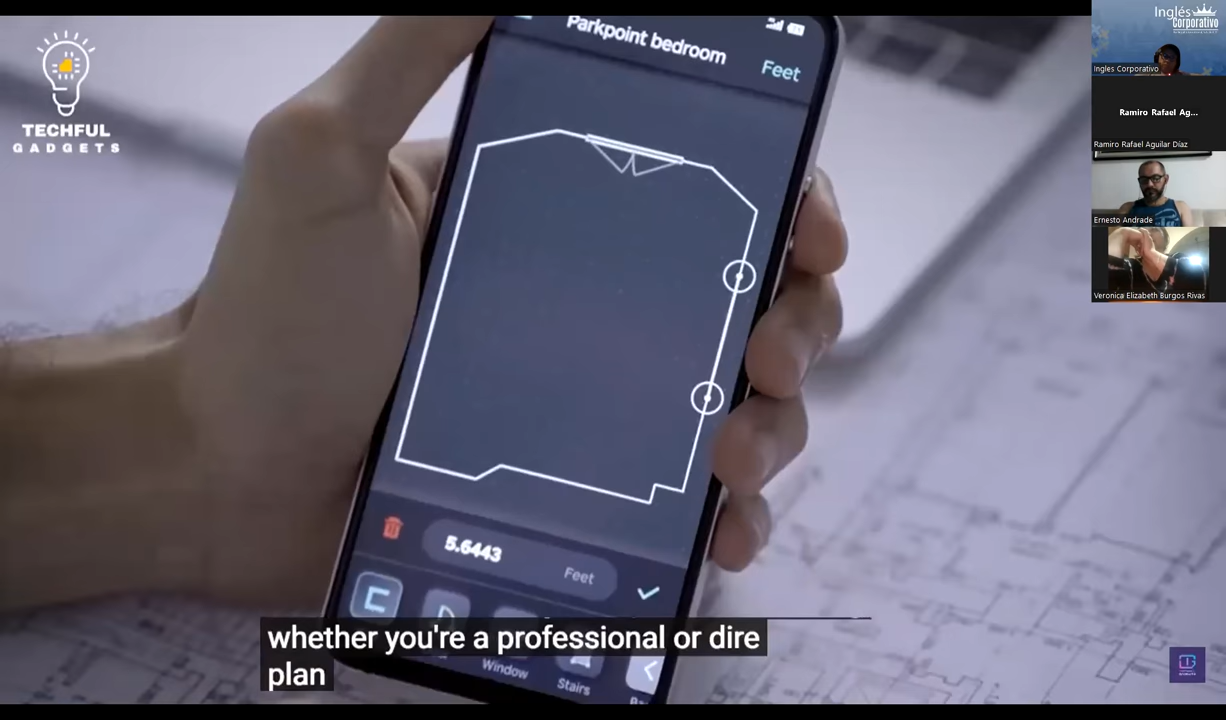 TECHFUL
GADGETS
Parkpoint bedroom
Feet
5.6443
Feet
Window
Stairs
whether you're a professional or dire
plan
Inglés
Corporativo
Ingles Corporativo
Ramiro Rafael Ag...
Ramiro Rafael Aguilar Díaz
Ernesto Andrade
Veronica Elizabeth Burgos Rivas